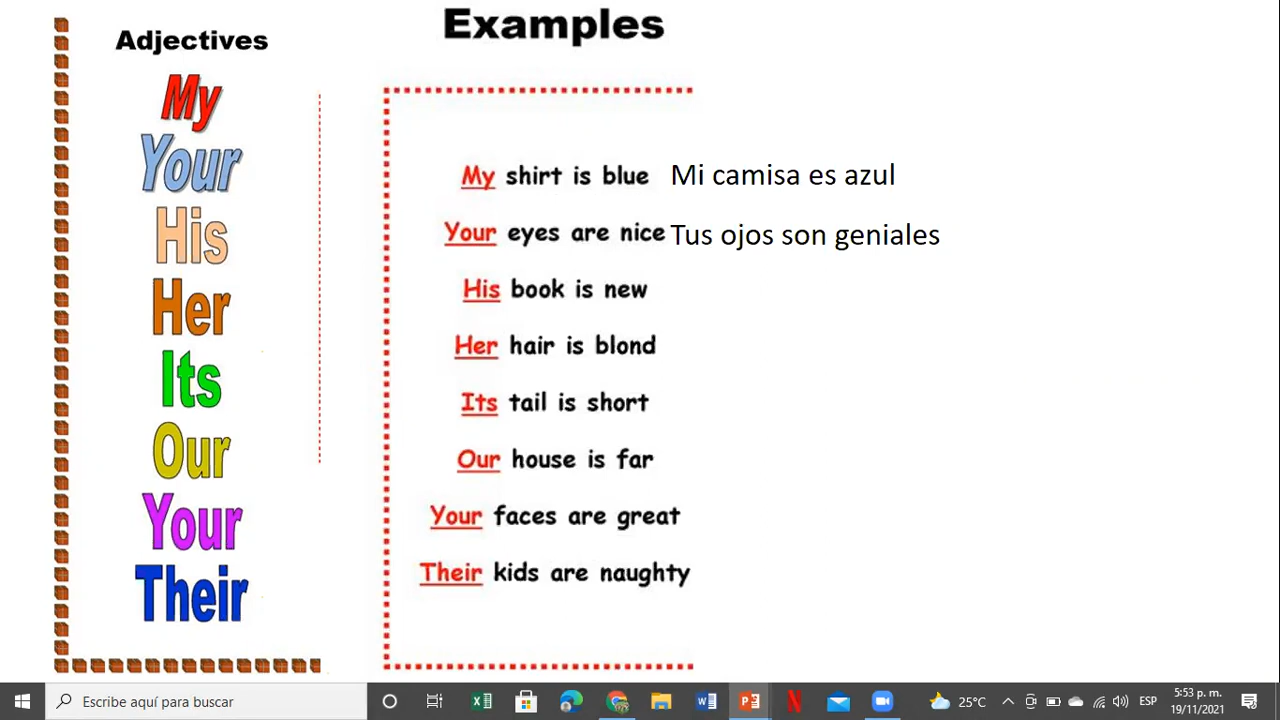 Examples
Adjectives
My
Your
His
Her
Its
Our
Your
Their
My shirt is blue Mi camisa es azul
Your eyes are nice Tus ojos son geniales
His book is new
Her hair is blond
Its tail is short
Our house is far
Your faces are great
Their kids are naughty
Escribe aquí para buscar
25°C
ESP
5:53 p. m.
19/11/2021